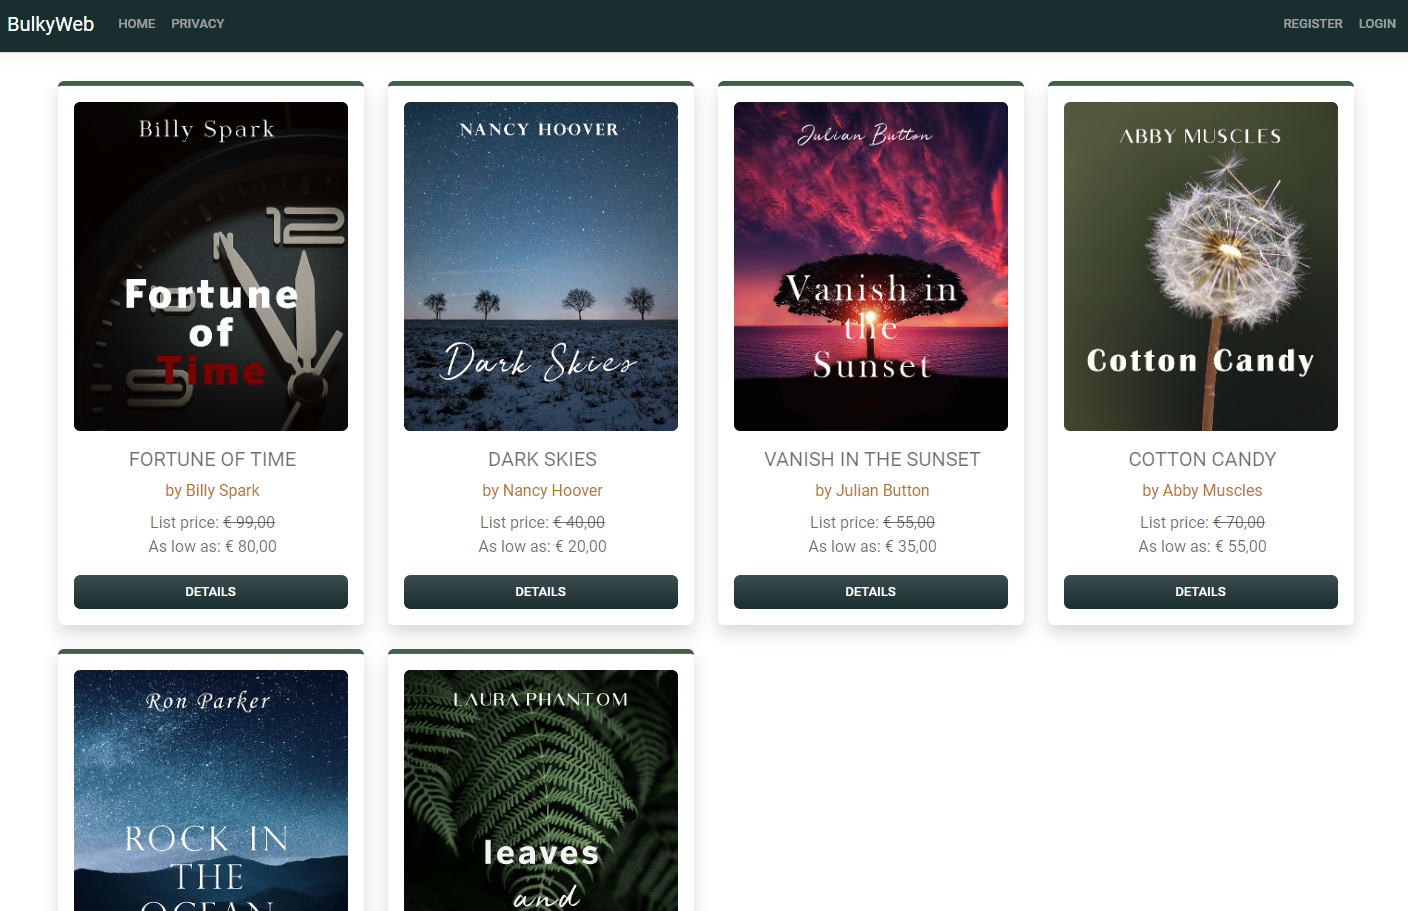 BulkyWeb HOME PRIVACY REGISTER LOGIN
Billy Spark
12
Fortune
of
Time
FORTUNE OF TIME
by Billy Spark
List price: € 99,00
As low as: € 80,00
DETAILS
NANCY HOOVER
Dark Skies
DARK SKIES
by Nancy Hoover
List price: € 40,00
As low as: € 20,00
DETAILS
Julian Button
Vanish in
the
Sunset
VANISH IN THE SUNSET
by Julian Button
List price: € 55,00
As low as: € 35,00
DETAILS
ABBY MUSCLES
Cotton Candy
COTTON CANDY
by Abby Muscles
List price: € 70,00
As low as: € 55,00
DETAILS
Ron Parker
ROCK IN
THE
OCEAN
LAURA PHANTOM
leaves
and